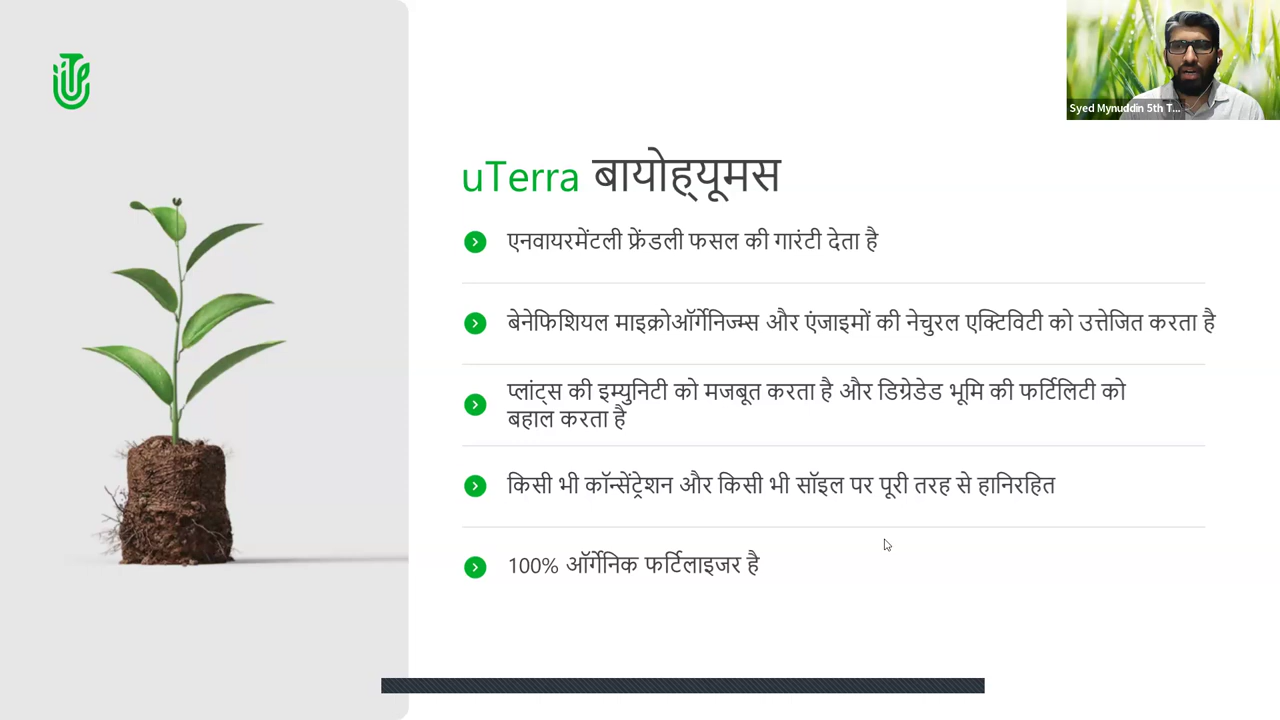 Syed Mynuddin 5th T...
uTerra बायोह्यूमस
एनवायरमेंटली फ्रेंडली फसल की गारंटी देता है
बेनेफिशियल माइक्रोऑर्गेनिज्म्स और एंजाइमों की नेचुरल एक्टिविटी को उत्तेजित करता है
प्लांट्स की इम्युनिटी को मजबूत करता है और डिग्रेडेड भूमि की फर्टिलिटी को
बहाल करता है
किसी भी कॉन्सेंट्रेशन और किसी भी सॉइल पर पूरी तरह से हानिरहित
100% ऑर्गेनिक फर्टिलाइजर है